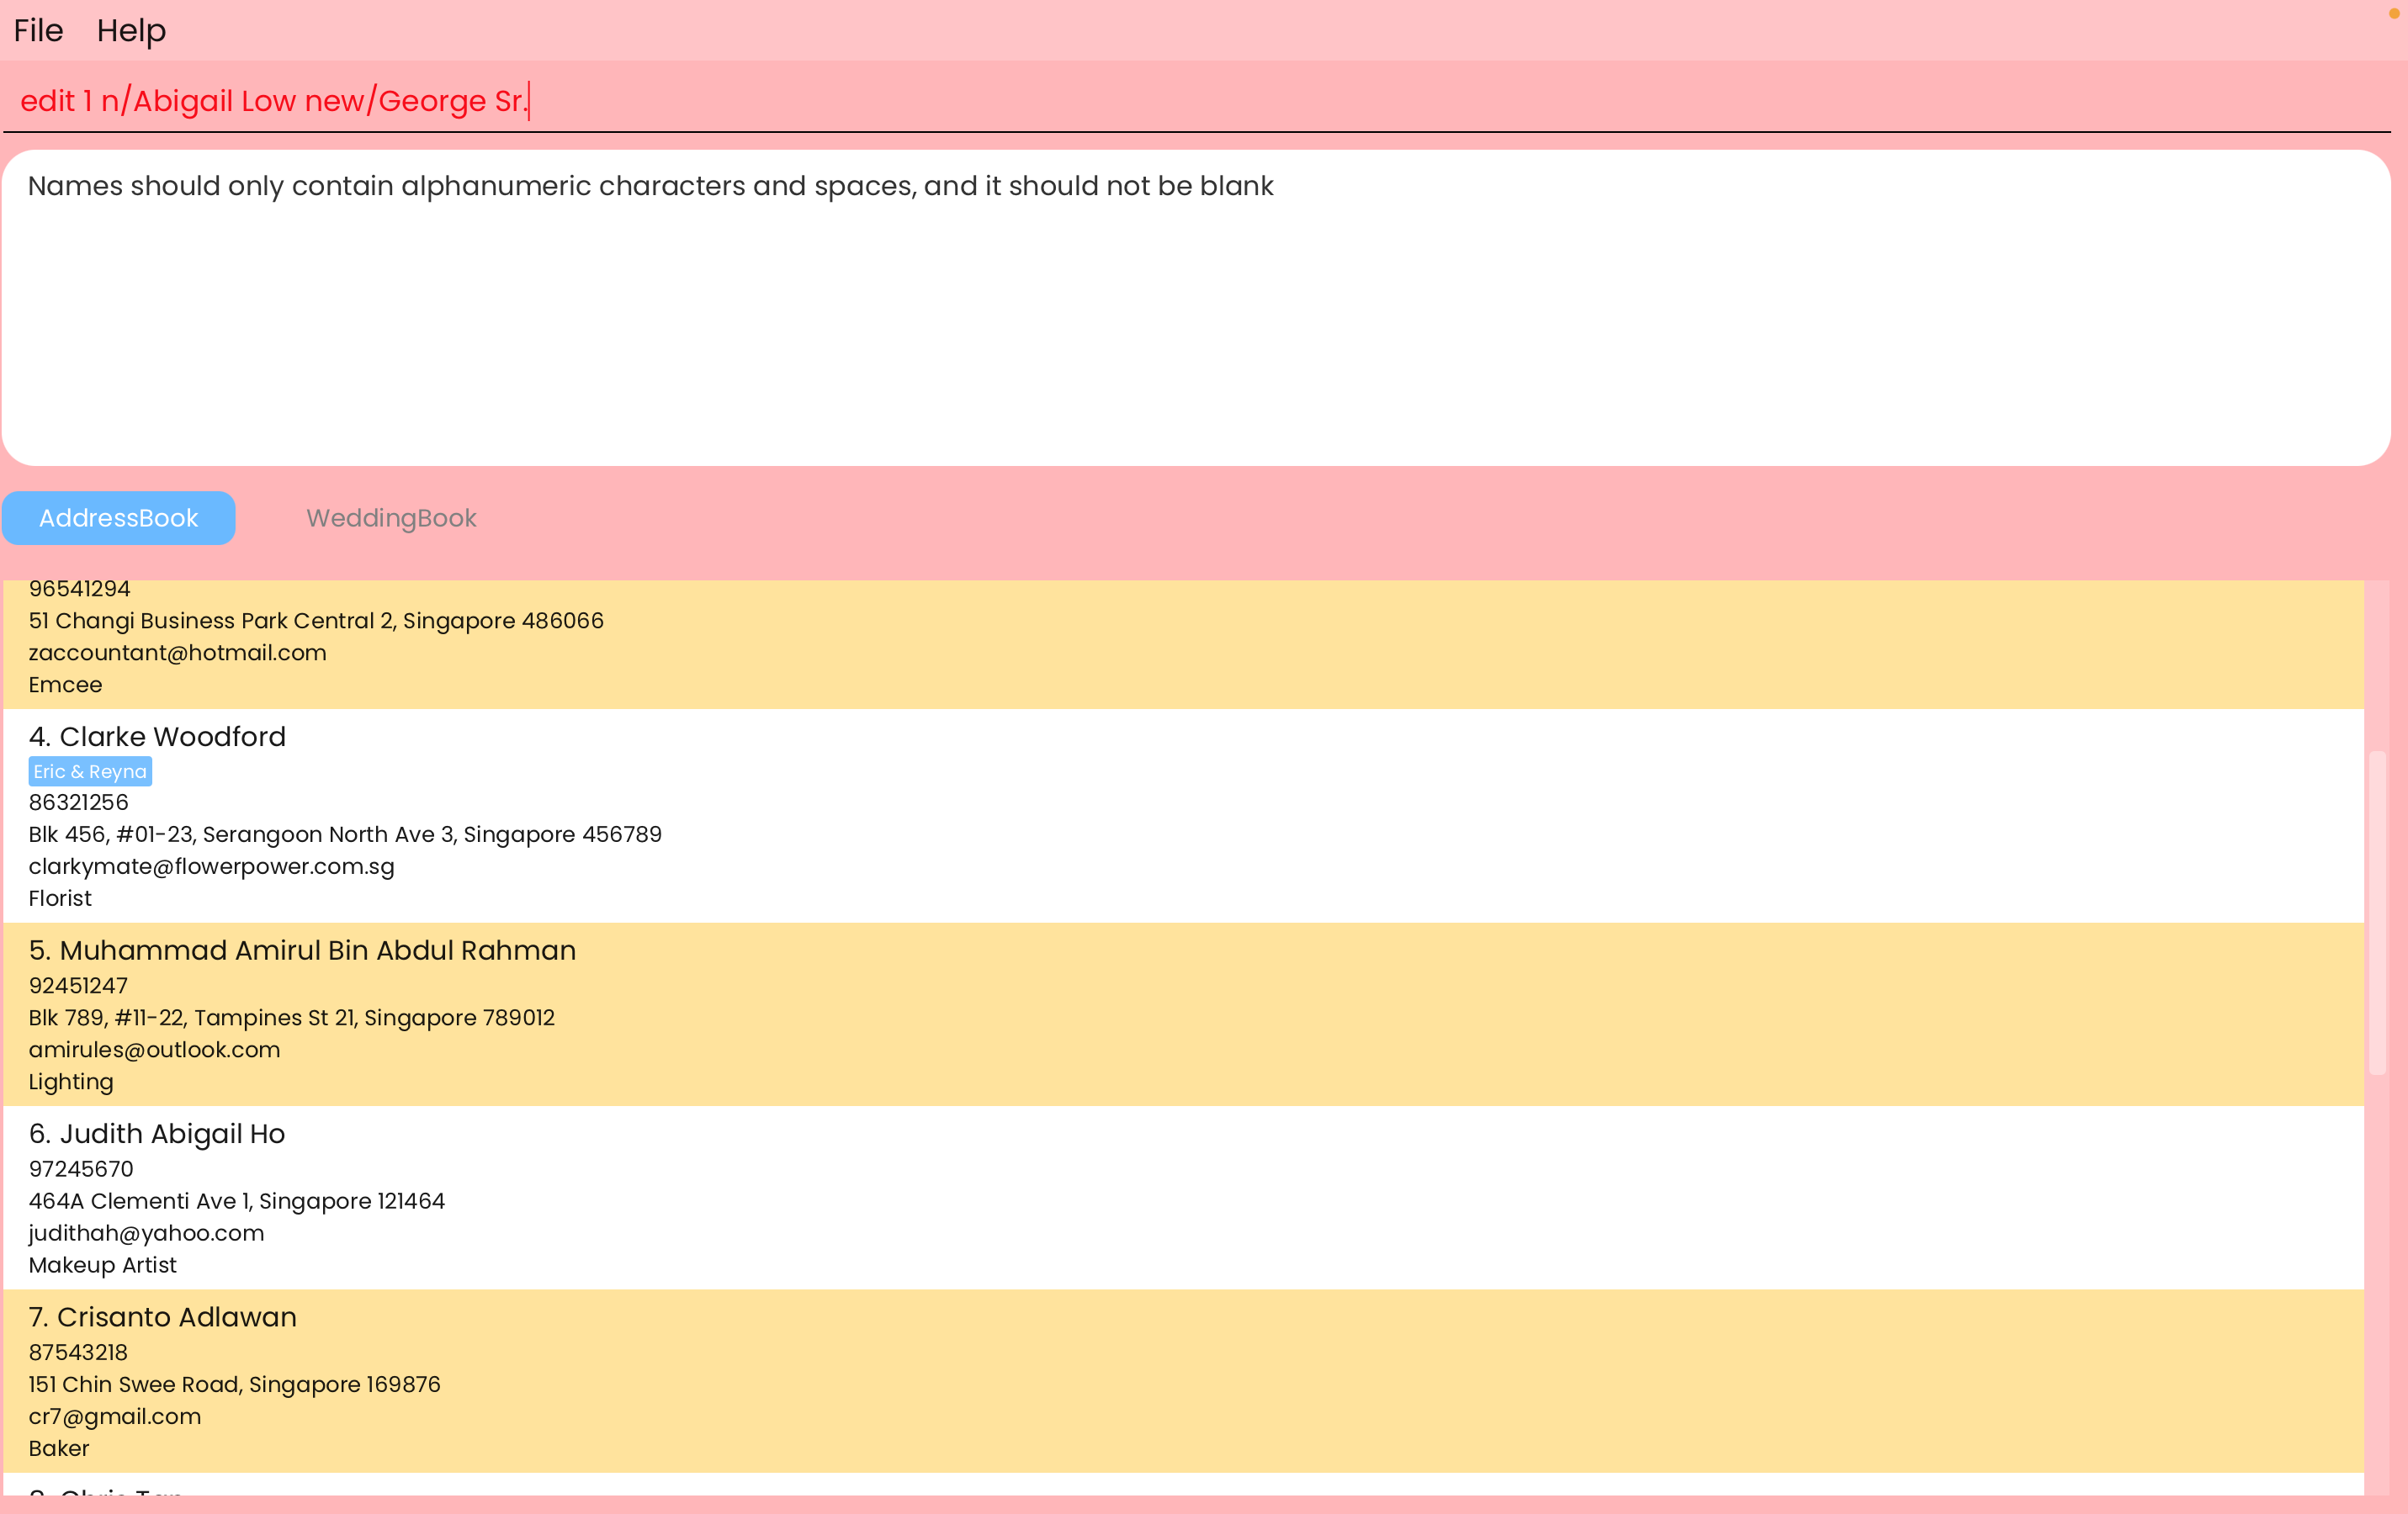 File Help
edit 1 n/Abigail Low new/George Sr.
Names should only contain alphanumeric characters and spaces, and it should not be blank
AddressBook WeddingBook
96541294
51 Changi Business Park Central 2, Singapore 486066
zaccountant@hotmail.com
Emcee
4. Clarke Woodford
Eric & Reyna
86321256
Blk 456, #01-23, Serangoon North Ave 3, Singapore 456789
clarkymate@flowerpower.com.sg
Florist
5. Muhammad Amirul Bin Abdul Rahman
92451247
Blk 789, #11-22, Tampines St 21, Singapore 789012
amirules@outlook.com
Lighting
6. Judith Abigail Ho
97245670
464A Clementi Ave 1, Singapore 121464
judithah@yahoo.com
Makeup Artist
7. Crisanto Adlawan
87543218
151 Chin Swee Road, Singapore 169876
cr7@gmail.com
Baker